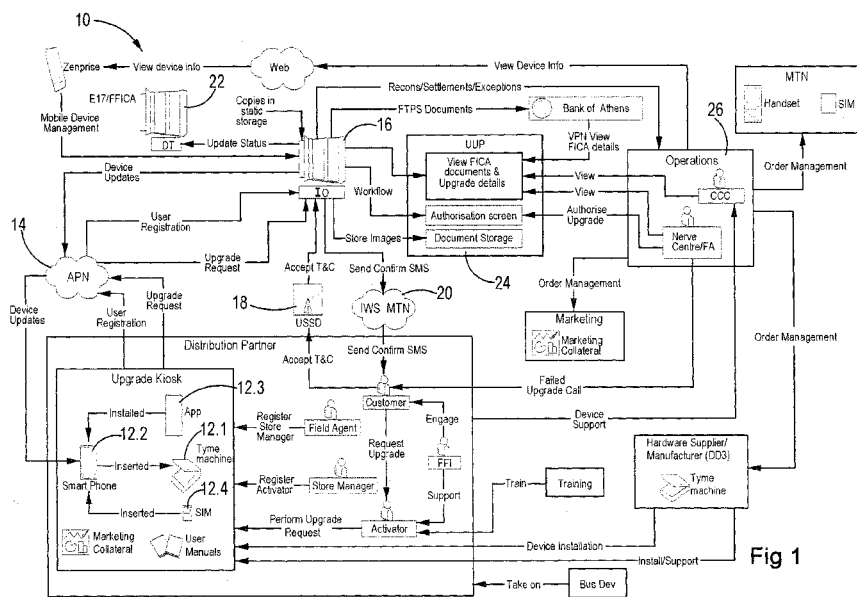 10
Zenprise
View device info
Web
View Device Info
MTN
Handset
SIM
E17/FFICA
22
Copies in
static
storage
Recons/Settlements/Exceptions
FTPS Documents
Bank of Athens
26
Mobile Device
Management
DT
Update Status
16
VPN View
FICA details
UUP
View FICA
documents &
Upgrade details
Operations
Order Management
View
View
CCC
Device
Updates
IO
Workflow
Authorisation screen
Authorise
Upgrade
User
Registration
Store Images
Document Storage
Nerve
Centre/FA
14
APN
Upgrade
Request
Accept T&C
Send Confirm SMS
24
18
20
Order Management
Device
Updates
User
Registration
Upgrade
Request
USSD
IWS MTN
Marketing
Marketing
Collateral
Order Management
Distribution Partner
Accept T&C
Send Confirm SMS
Upgrade Kiosk
12.3
Failed
Upgrade Call
Installed
App
Customer
Device
Support
12.2
12.1
Register
Store
Manager
Field Agent
Engage
Hardware Supplier/
Manufacturer (DD3)
Inserted
Tyme
machine
Request
Upgrade
FFI
Tyme
machine
Smart Phone
12.4
Register
Activator
Store Manager
Support
Train
Training
Inserted
SIM
Perform Upgrade
Request
Activator
Marketing
Collateral
User
Manuals
Device Installation
Install/Support
Fig 1
Take on
Bus Dev